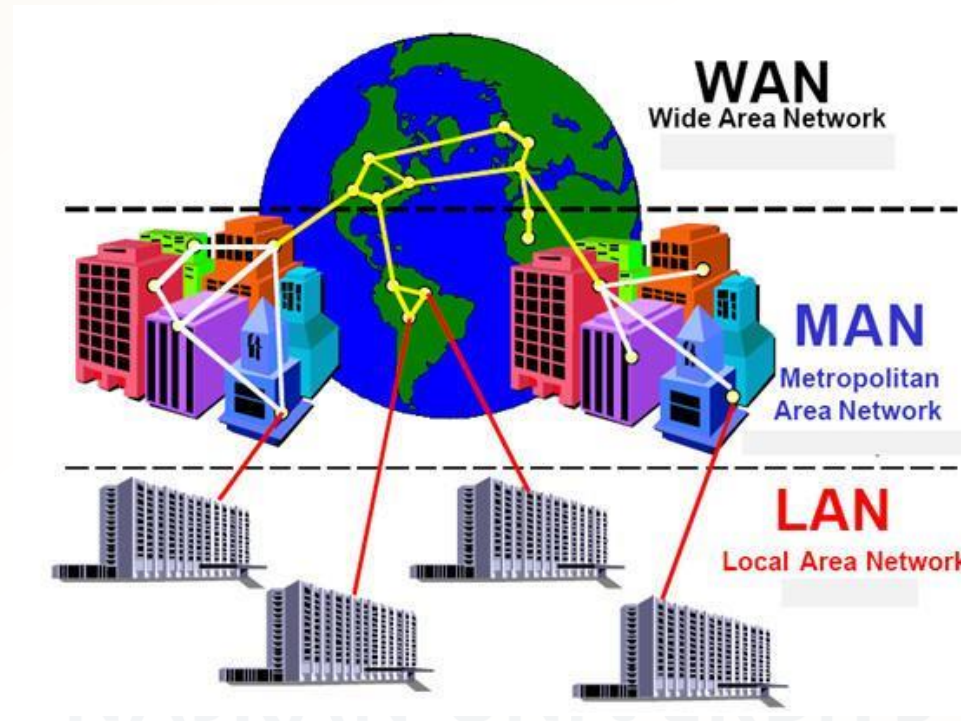 WAN
Wide Area Network
MAN
Metropolitan
Area Network
LAN
Local Area Network